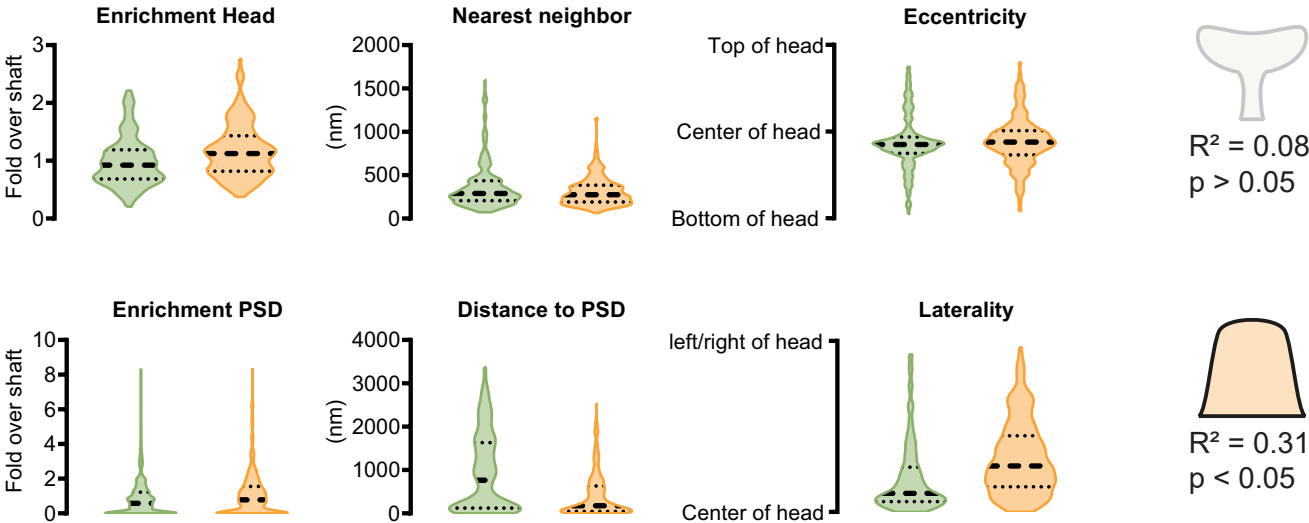 Enrichment Head
Fold over shaft
3
2
1
0
Nearest neighbor
(nm)
2000
1500
1000
500
0
Eccentricity
Top of head
Center of head
Bottom of head
R² = 0.08
p > 0.05
Enrichment PSD
Fold over shaft
10
8
6
4
2
0
Distance to PSD
(nm)
4000
3000
2000
1000
0
Laterality
left/right of head
Center of head
R² = 0.31
p < 0.05